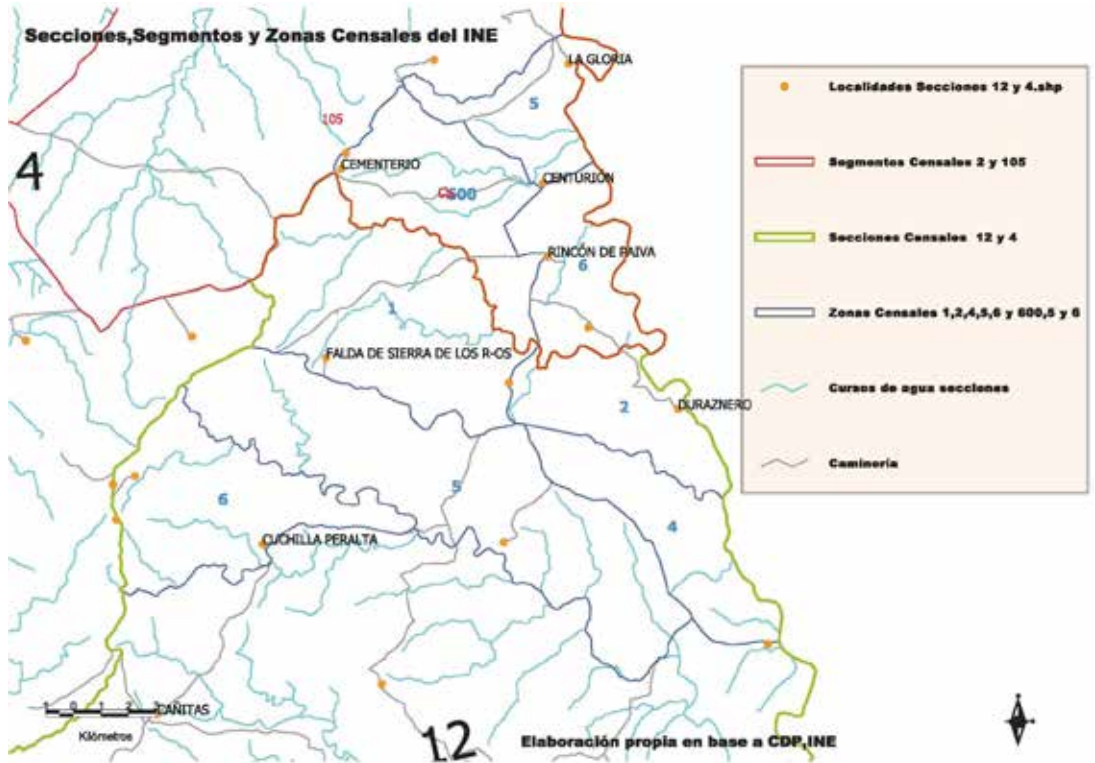 Secciones,Segmentos y Zonas Censales del INE
LA GLORIA
5
105
4
CEMENTERIO
CENTURIÓN
600
RINCÓN DE PAIVA
6
1
FALDA DE SIERRA DE LOS R-OS
2
DURAZNERO
5
6
4
CUCHILLA PERALTA
CAÑITAS
Kilómetros
12
Elaboración propia en base a CDP,INE
Localidades Secciones 12 y 4.shp
Segmentos Censales 2 y 105
Secciones Censales 12 y 4
Zonas Censales 1,2,4,5,6 y 600,5 y 6
Cursos de agua secciones
Caminería